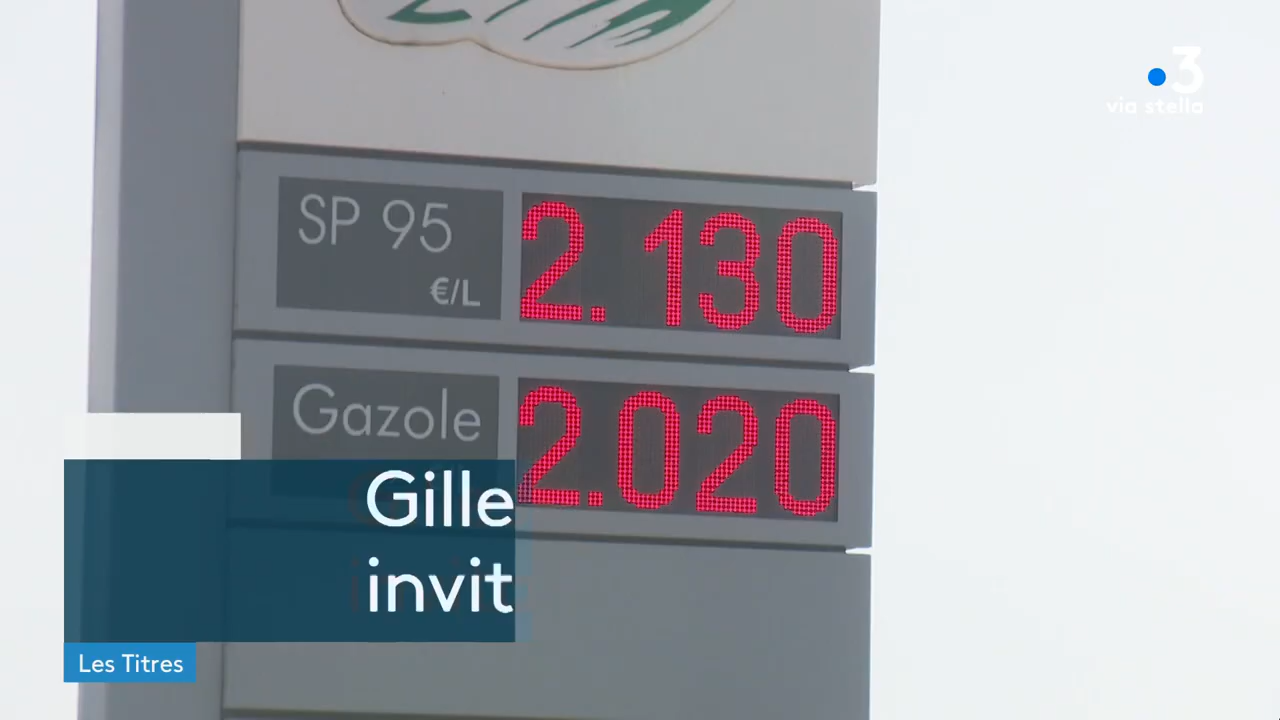 3
via stella
SP 95
€/L
2.130
Gazole
2.020
Gille
invit
Les Titres